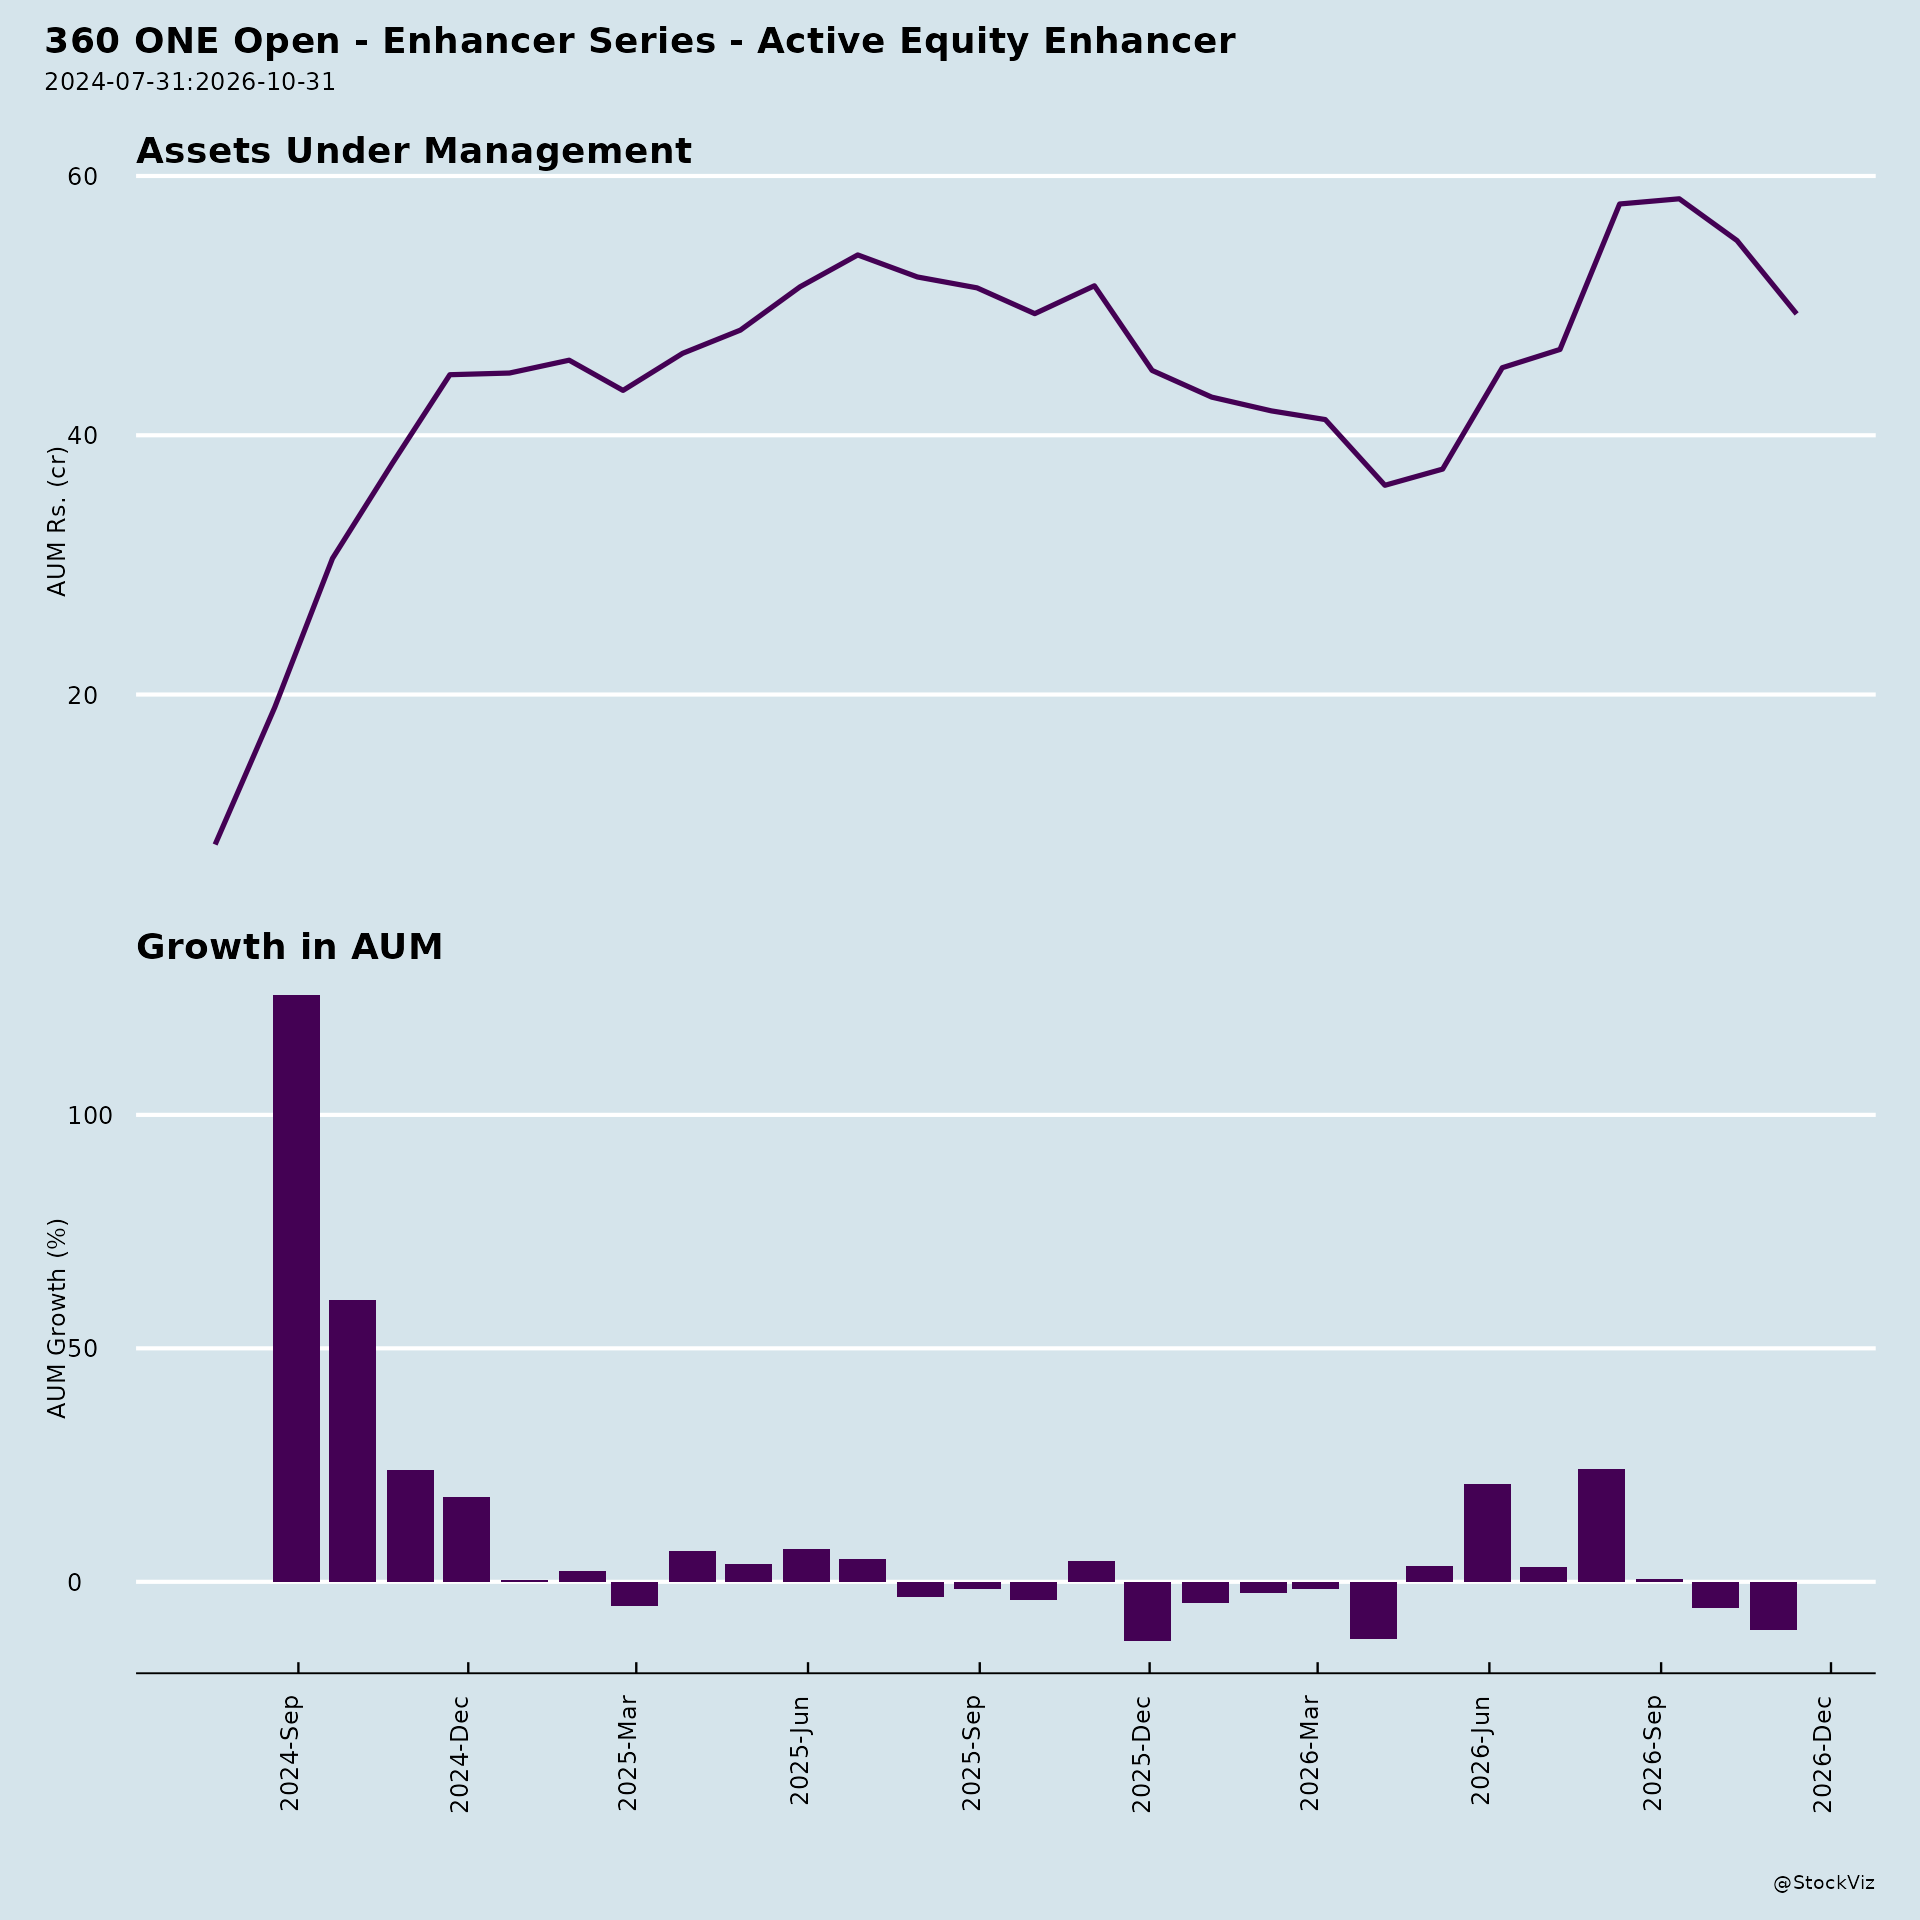 360 ONE Open - Enhancer Series - Active Equity Enhancer
2024-07-31:2026-10-31
Assets Under Management
60
40
20
AUM Rs. (cr)
Growth in AUM
100
50
0
AUM Growth (%)
2024-Sep
2024-Dec
2025-Mar
2025-Jun
2025-Sep
2025-Dec
2026-Mar
2026-Jun
2026-Sep
2026-Dec
@StockViz